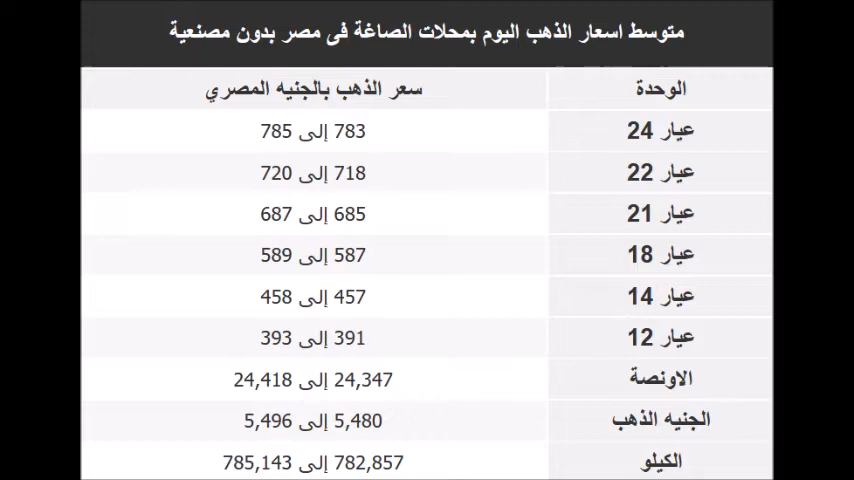 متوسط اسعار الذهب اليوم بمحلات الصاغة فى مصر بدون مصنعية
الوحدة سعر الذهب بالجنيه المصري
عيار 24 783 إلى 785
عيار 22 718 إلى 720
عيار 21 685 إلى 687
عيار 18 587 إلى 589
عيار 14 457 إلى 458
عيار 12 391 إلى 393
الاونصة 24,347 إلى 24,418
الجنيه الذهب 5,480 إلى 5,496
الكيلو 782,857 إلى 785,143